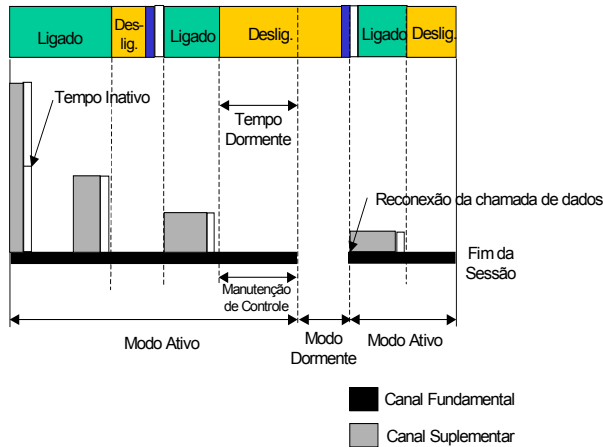 Ligado
Des-
lig.
Ligado
Deslig.
Ligado
Deslig.
Tempo Inativo
Tempo
Dormente
Reconexão da chamada de dados
Fim da
Sessão
Manutenção
de Controle
Modo Ativo
Modo
Dormente
Modo Ativo
Canal Fundamental
Canal Suplementar